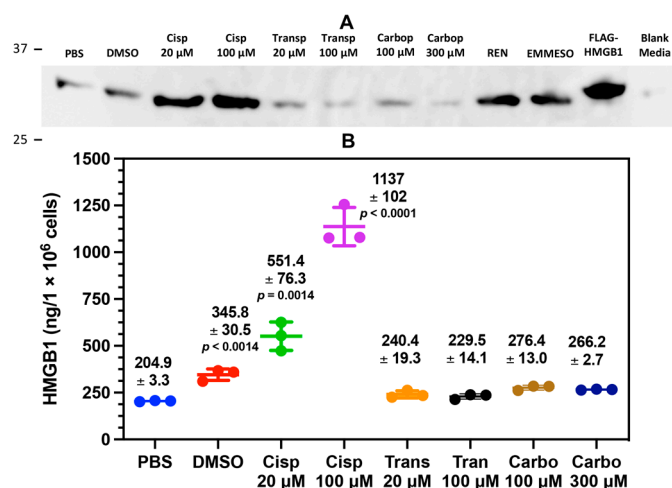 A
37
PBS DMSO Cisp 20 µM Cisp 100 µM Transp 20 µM Transp 100 µM Carbop 100 µM Carbop 300 µM REN EMMESO FLAG-HMGB1 Blank Media
25
B
1500
1250
1000
750
500
250
0
HMGB1 (ng/1 × 10⁶ cells)
204.9
± 3.3
345.8
± 30.5
p < 0.0014
551.4
± 76.3
p = 0.0014
1137
± 102
p < 0.0001
240.4
± 19.3
229.5
± 14.1
276.4
± 13.0
266.2
± 2.7
PBS DMSO Cisp Cisp Trans Tran Carbo Carbo
20 µM 100 µM 20 µM 100 µM 100 µM 300 µM